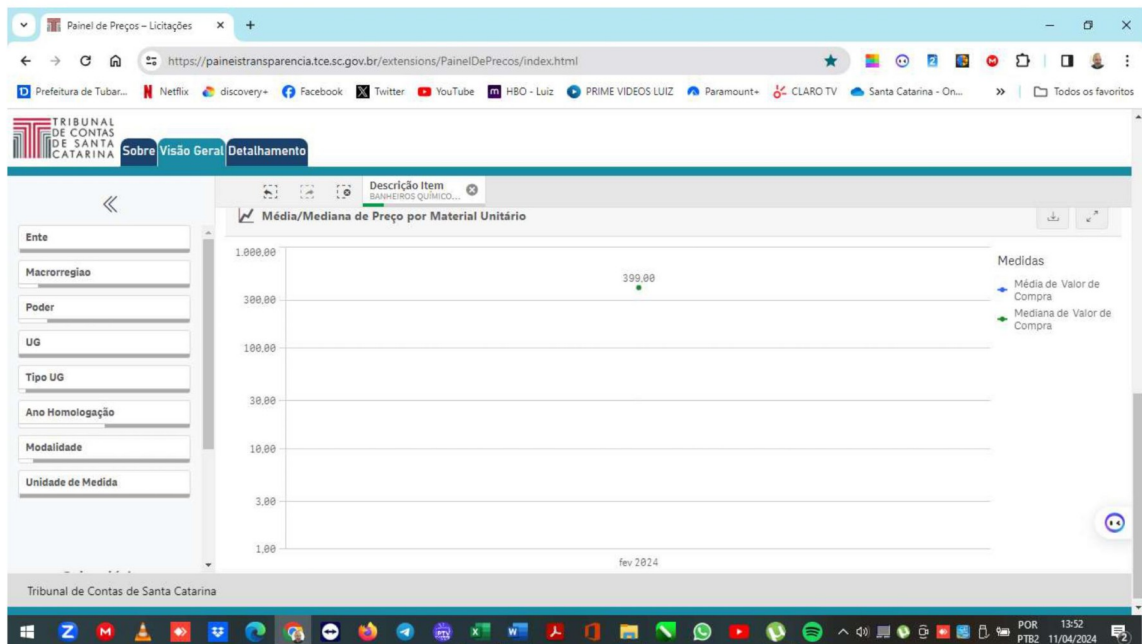 Painel de Preços – Licitações
https://paineistransparencia.tce.sc.gov.br/extensions/PainelDePrecos/index.html
Prefeitura de Tubar... Netflix discovery+ Facebook Twitter YouTube HBO - Luiz PRIME VIDEOS LUIZ Paramount+ CLARO TV Santa Catarina - On... » Todos os favoritos
TRIBUNAL
DE CONTAS
DE SANTA
CATARINA
Sobre Visão Geral Detalhamento
Descrição Item
BANHEIROS QUÍMICO...
Média/Mediana de Preço por Material Unitário
Ente
Macrorregiao
Poder
UG
Tipo UG
Ano Homologação
Modalidade
Unidade de Medida
1.000,00
300,00
100,00
30,00
10,00
3,00
1,00
399,00
fev 2024
Medidas
Média de Valor de
Compra
Mediana de Valor de
Compra
Tribunal de Contas de Santa Catarina
POR 13:52
PTB2 11/04/2024